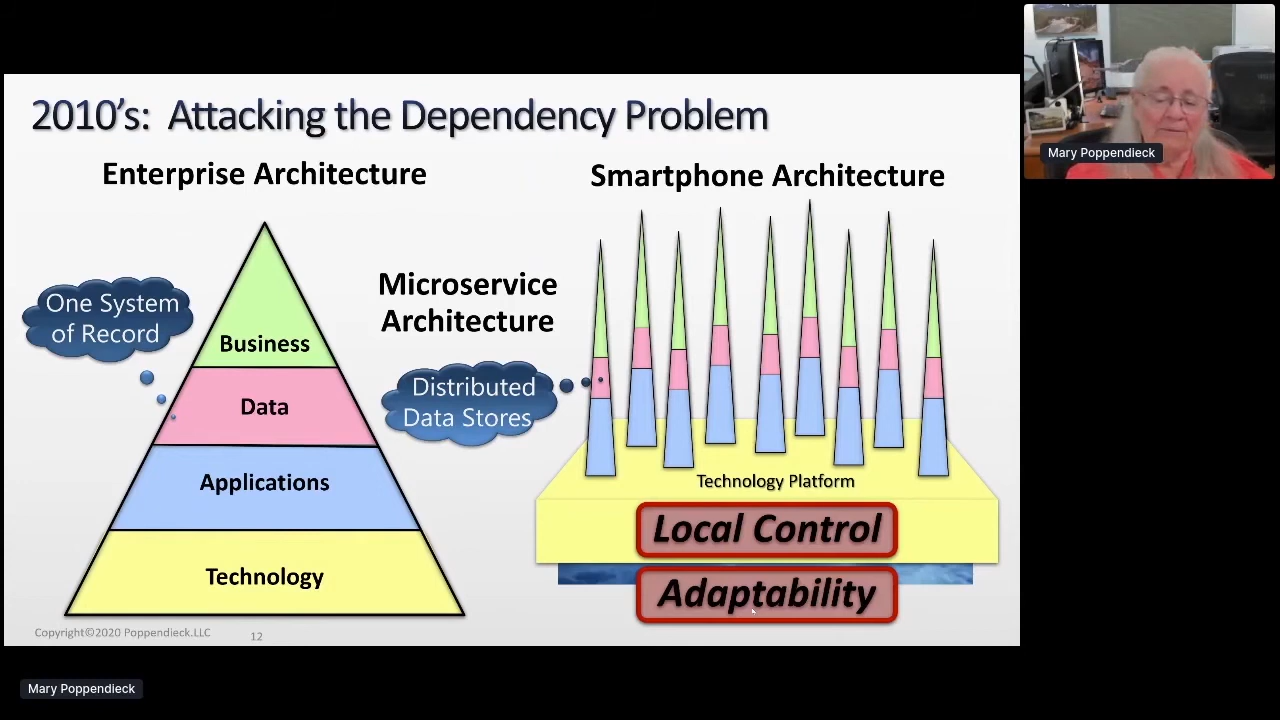 2010's: Attacking the Dependency Problem
Enterprise Architecture
One System
of Record
Business
Data
Applications
Technology
Microservice
Architecture
Distributed
Data Stores
Smartphone Architecture
Technology Platform
Local Control
Adaptability
Copyright©2020 Poppendieck.LLC
12
Mary Poppendieck
Mary Poppendieck